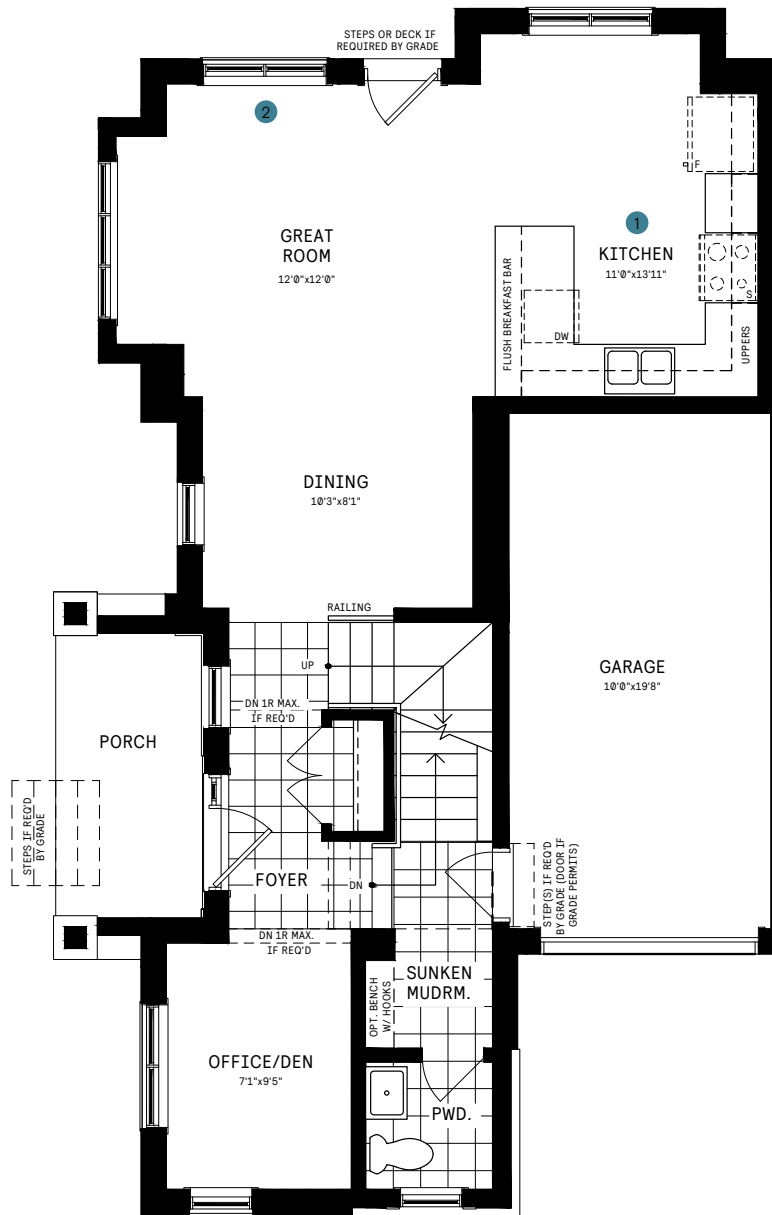 STEPS OR DECK IF
REQUIRED BY GRADE
2
F
1
GREAT
ROOM
12'0"x12'0"
KITCHEN
11'0"x13'11"
S
FLUSH BREAKFAST BAR
DW
UPPERS
DINING
10'3"x8'1"
RAILING
UP
GARAGE
10'0"x19'8"
DN 1R MAX.
IF REQ'D
PORCH
STEPS IF REQ'D
BY GRADE
FOYER
DN
STEP(S) IF REQ'D
BY GRADE (DOOR IF
GRADE PERMITS)
DN 1R MAX.
IF REQ'D
SUNKEN
MUDRM.
OPT. BENCH
W/ HOOKS
OFFICE/DEN
7'1"x9'5"
PWD.